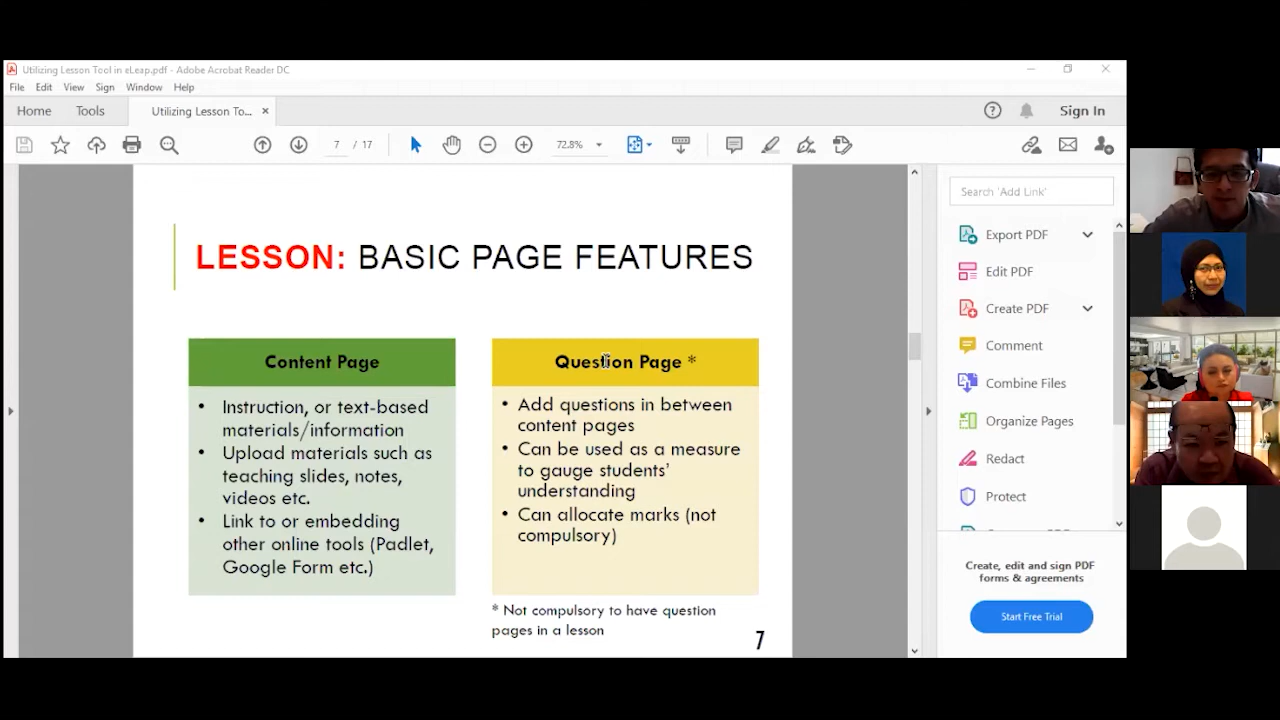 Utilizing Lesson Tool in eLeap.pdf - Adobe Acrobat Reader DC
File Edit View Sign Window Help
Home Tools Utilizing Lesson To... × Sign In
7 / 17 72.8%
LESSON: BASIC PAGE FEATURES
Content Page
• Instruction, or text-based
materials/information
• Upload materials such as
teaching slides, notes,
videos etc.
• Link to or embedding
other online tools (Padlet,
Google Form etc.)
Question Page *
• Add questions in between
content pages
• Can be used as a measure
to gauge students’
understanding
• Can allocate marks (not
compulsory)
* Not compulsory to have question
pages in a lesson
7
Search 'Add Link'
Export PDF
Edit PDF
Create PDF
Comment
Combine Files
Organize Pages
Redact
Protect
Create, edit and sign PDF
forms & agreements
Start Free Trial